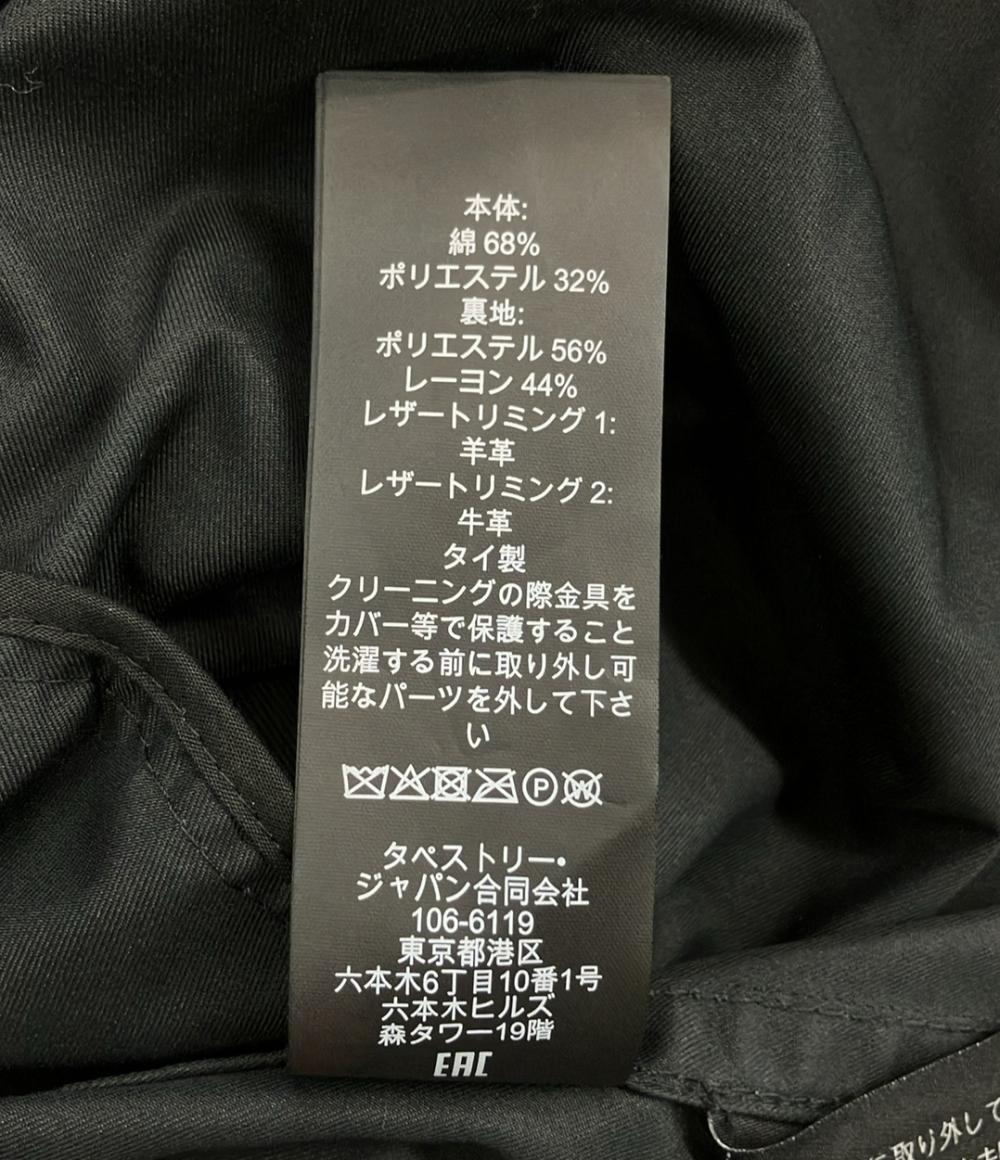 本体:
綿 68%
ポリエステル 32%
裏地:
ポリエステル 56%
レーヨン 44%
レザートリミング 1:
羊革
レザートリミング 2:
牛革
タイ製
クリーニングの際金具を
カバー等で保護すること
洗濯する前に取り外し可
能なパーツを外して下さ
い
P W
タペストリー•
ジャパン合同会社
106-6119
東京都港区
六本木6丁目10番1号
六本木ヒルズ
森タワー19階
EAC
に取り外して